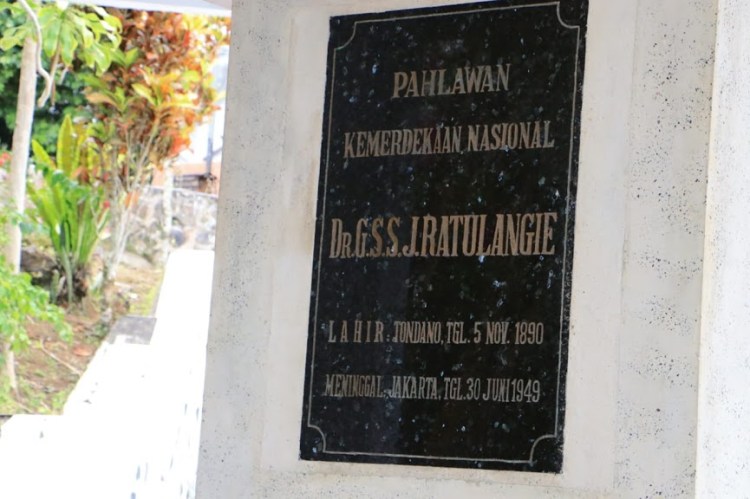 PAHLAWAN
KEMERDEKAAN NASIONAL
DR.G.S.S.J.RATULANGIE
LAHIR : TONDANO, TGL. 5 NOV. 1890
MENINGGAL: JAKARTA, TGL. 30 JUNI 1949